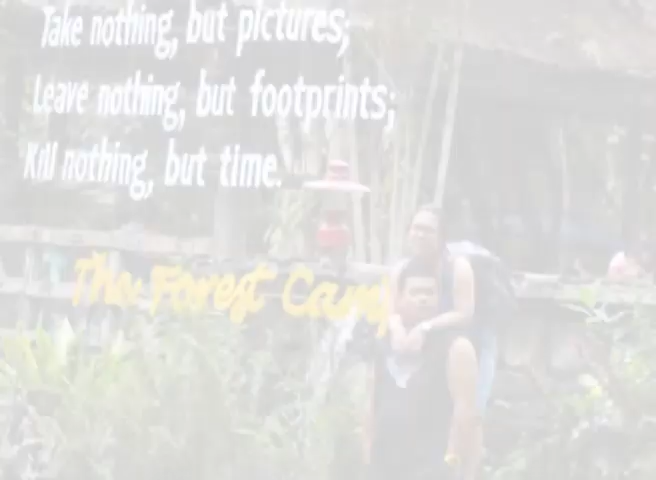 Take nothing, but pictures;
Leave nothing, but footprints;
Kill nothing, but time.
The Forest Camp